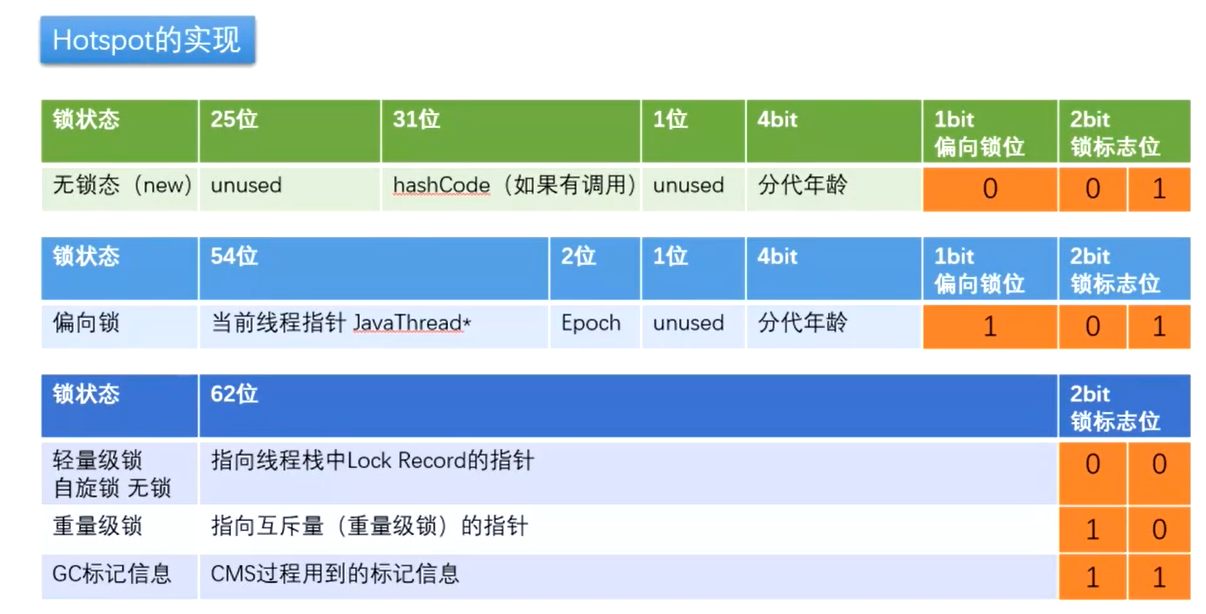 Hotspot的实现
锁状态 25位 31位 1位 4bit 1bit 2bit
偏向锁位 锁标志位
无锁态（new） unused hashCode（如果有调用） unused 分代年龄 0 0 1
锁状态 54位 2位 1位 4bit 1bit 2bit
偏向锁位 锁标志位
偏向锁 当前线程指针 JavaThread* Epoch unused 分代年龄 1 0 1
锁状态 62位 2bit
锁标志位
轻量级锁 指向线程栈中Lock Record的指针 0 0
自旋锁 无锁
重量级锁 指向互斥量（重量级锁）的指针 1 0
GC标记信息 CMS过程用到的标记信息 1 1